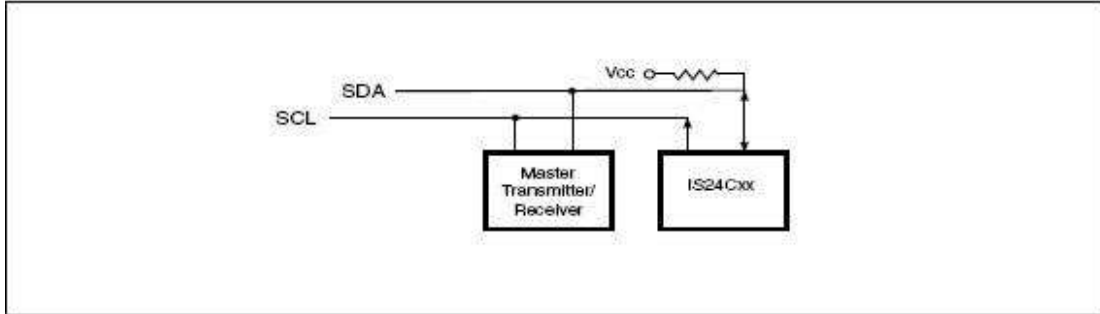 Vcc
SDA
SCL
Master
Transmitter/
Receiver
IS24Cxx